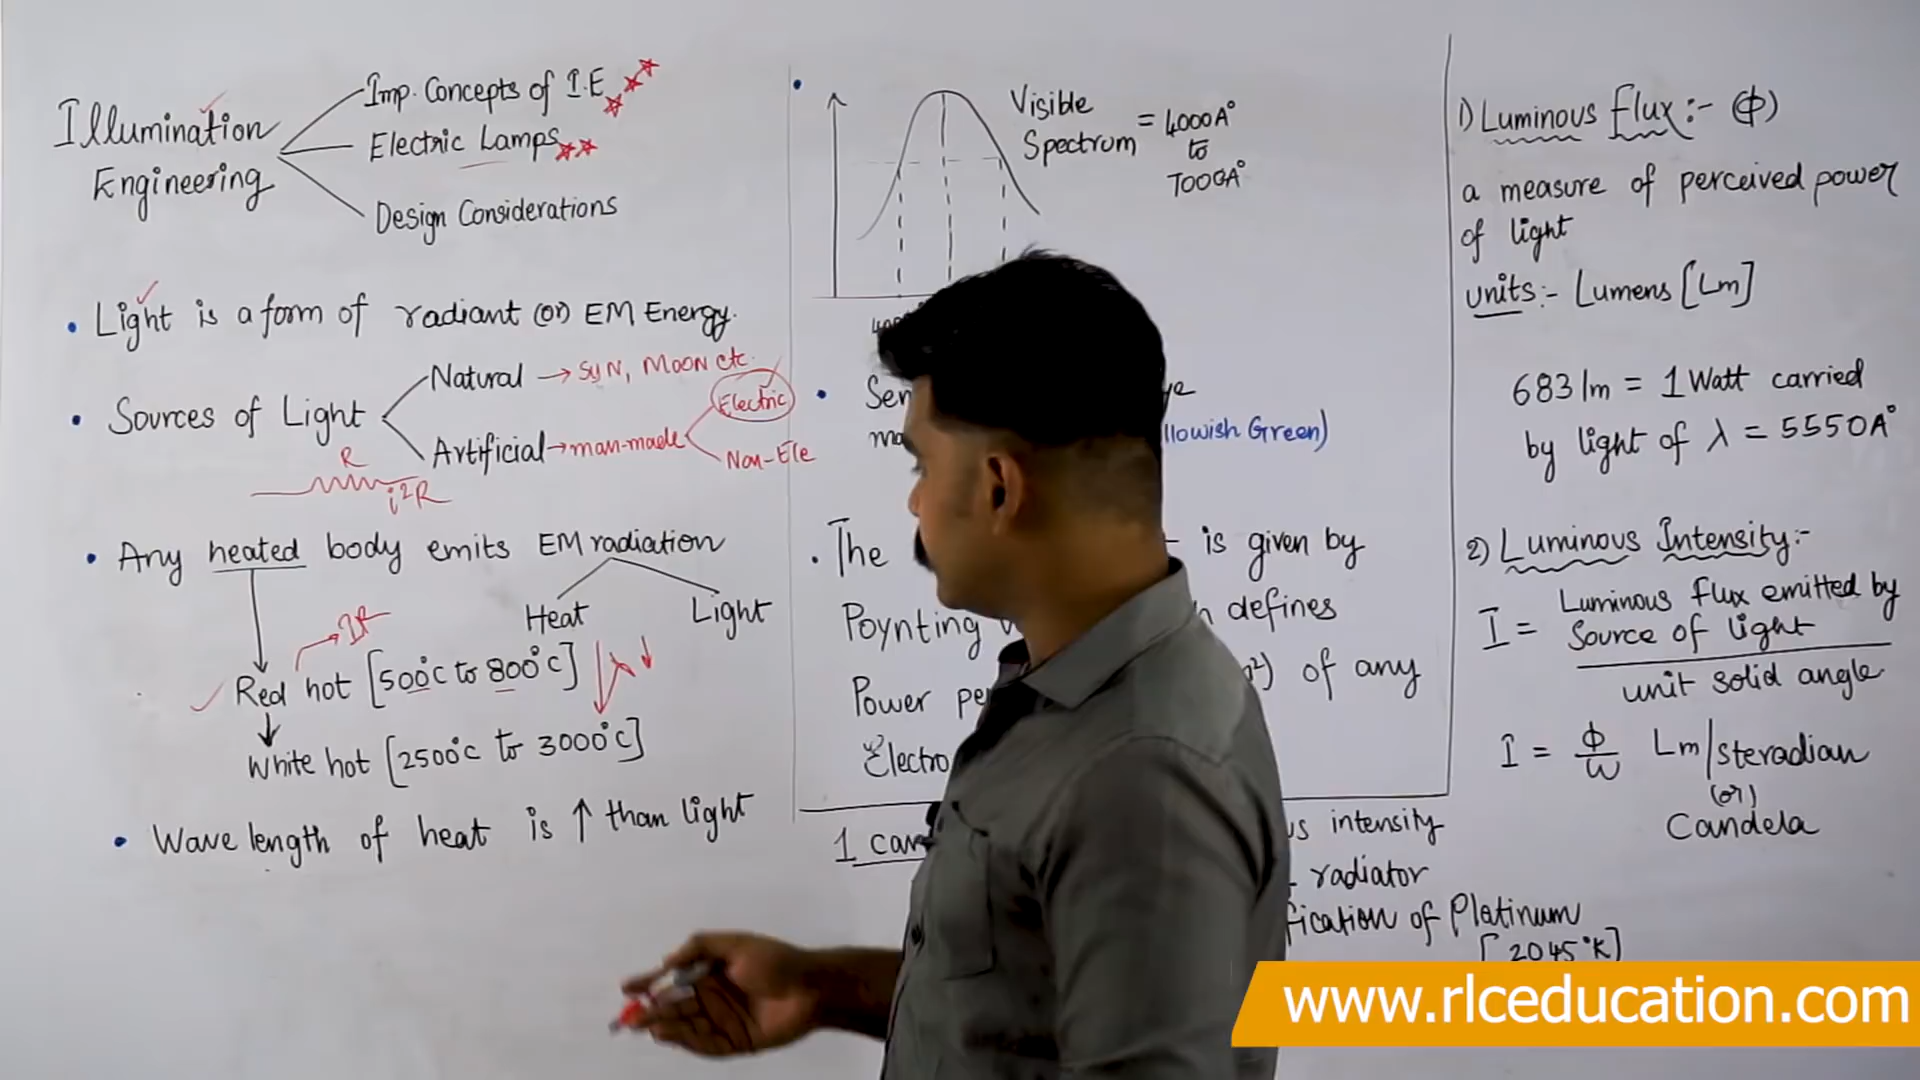 Illumination
Engineering
Imp. Concepts of I.E
Electric Lamps
Design Considerations
• Light is a form of radiant (or) EM Energy.
• Sources of Light
Natural → SUN, MOON etc.
Artificial → man-made
Electric
Non-Ele
R
i²R
• Any heated body emits EM radiation
Heat
Light
IR
Red hot [500°C to 800°C] λ↓
White hot [2500°C to 3000°C]
• Wave length of heat is ↑ than light
Visible
Spectrum = 4000A°
to
7000A°
• Sen
llowish Green)
• The is given by
Poynting defines
Power pe of any
Electro
1 can us intensity
radiator
fication of Platinum
[2045°K]
1) Luminous Flux:- (ϕ)
a measure of perceived power
of light
units:- Lumens [Lm]
683 lm = 1 Watt carried
by light of λ = 5550A°
2) Luminous Intensity:-
I = Luminous Flux emitted by
Source of light
unit solid angle
I = ϕ/ω Lm/steradian
(or)
Candela
www.rlceducation.com